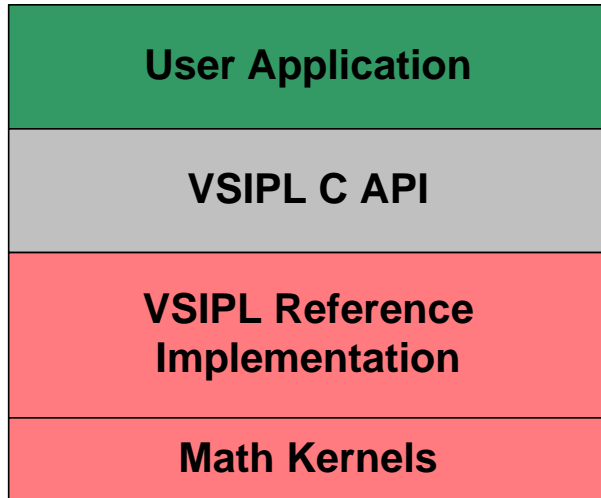 User Application
VSIPL C API
VSIPL Reference
Implementation
Math Kernels